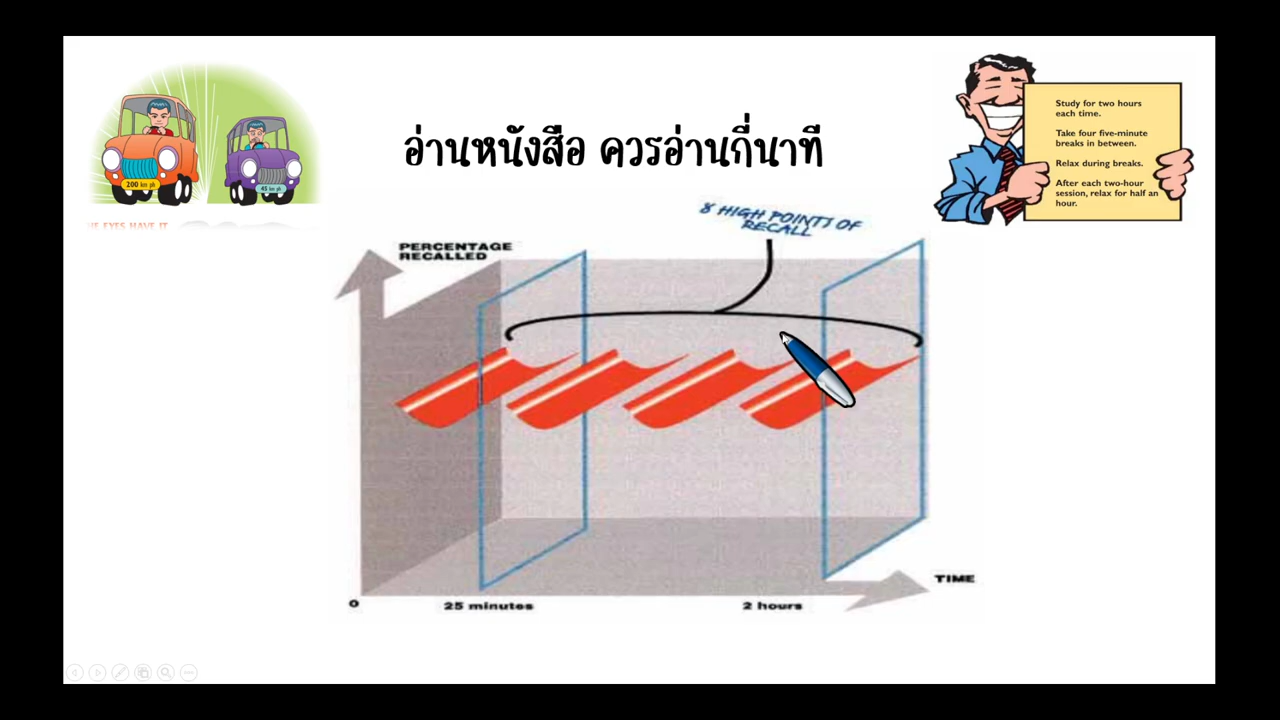 อ่านหนังสือ ควรอ่านกี่นาที
200 km ph
Study for two hours
each time.
Take four five-minute
breaks in between.
Relax during breaks.
After each two-hour
session, relax for half an
hour.
8 HIGH POINTS OF
RECALL
PERCENTAGE
RECALLED
TIME
0
25 minutes
2 hours